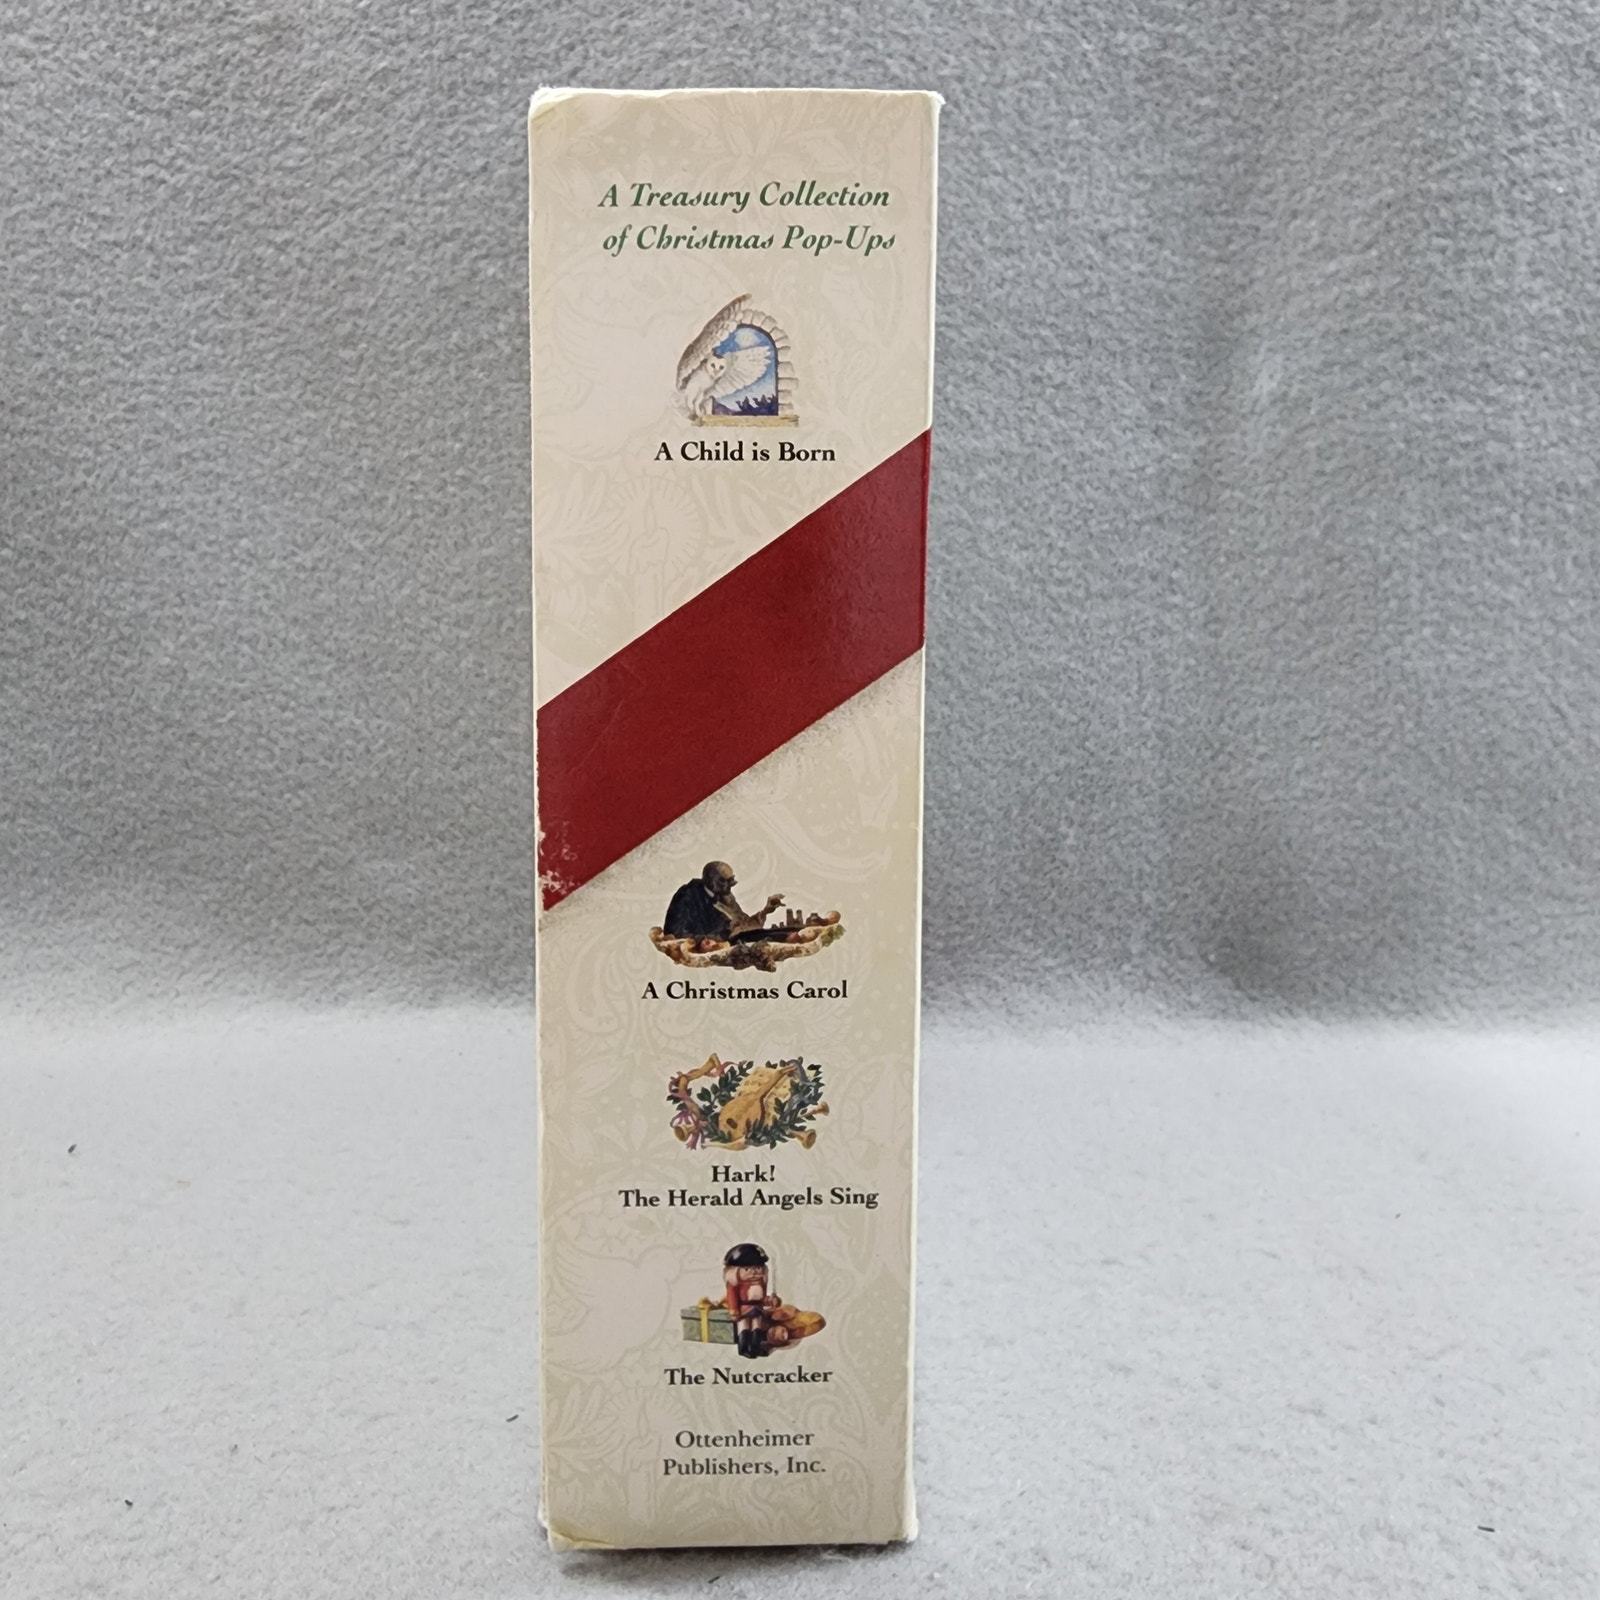 A Treasury Collection
of Christmas Pop-Ups
A Child is Born
A Christmas Carol
Hark!
The Herald Angels Sing
The Nutcracker
Ottenheimer
Publishers, Inc.